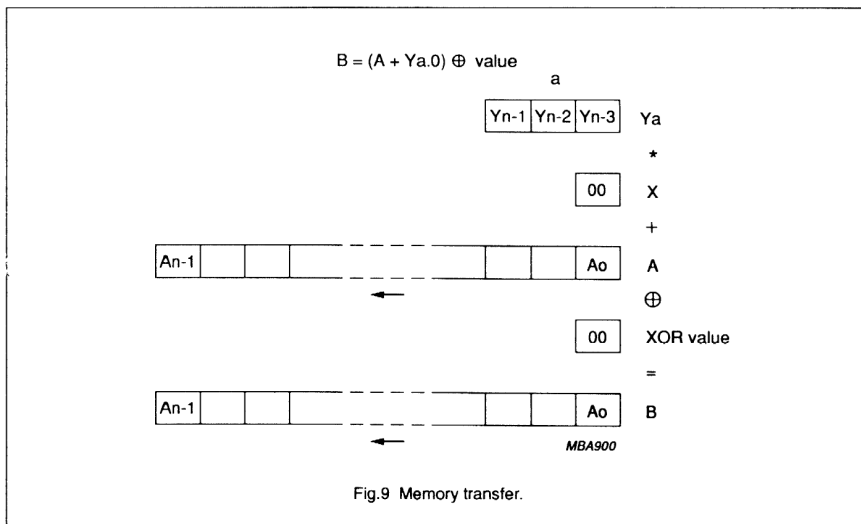 B = (A + Ya.0) ⊕ value
a
Yn-1 Yn-2 Yn-3 Ya
*
00 X
+
An-1 Ao A
⊕
00 XOR value
=
An-1 Ao B
MBA900
Fig.9 Memory transfer.